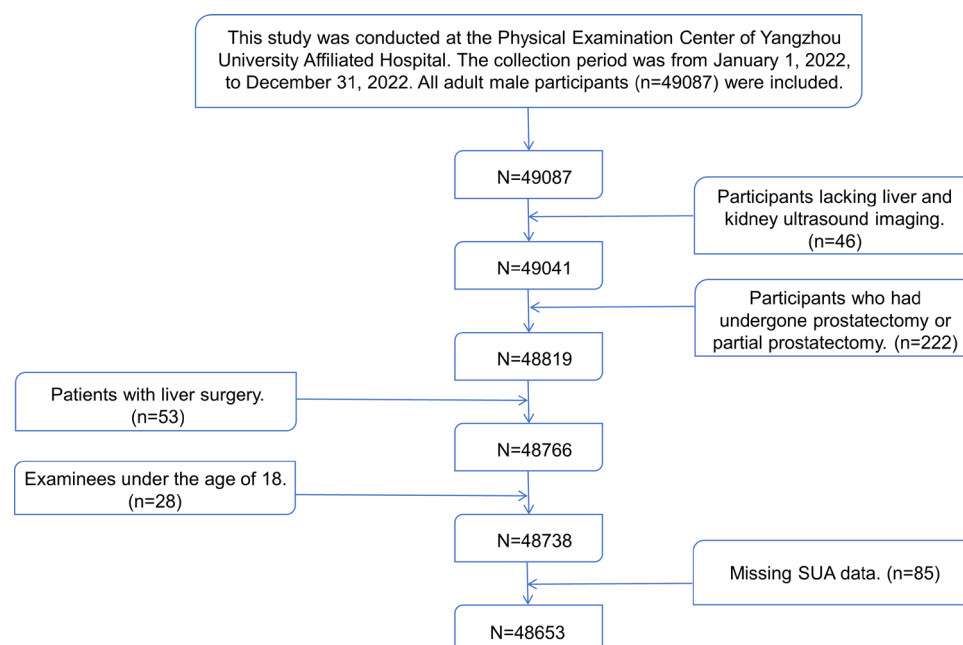 This study was conducted at the Physical Examination Center of Yangzhou
University Affiliated Hospital. The collection period was from January 1, 2022,
to December 31, 2022. All adult male participants (n=49087) were included.
N=49087
Participants lacking liver and
kidney ultrasound imaging.
(n=46)
N=49041
Participants who had
undergone prostatectomy or
partial prostatectomy. (n=222)
N=48819
Patients with liver surgery.
(n=53)
N=48766
Examinees under the age of 18.
(n=28)
N=48738
Missing SUA data. (n=85)
N=48653